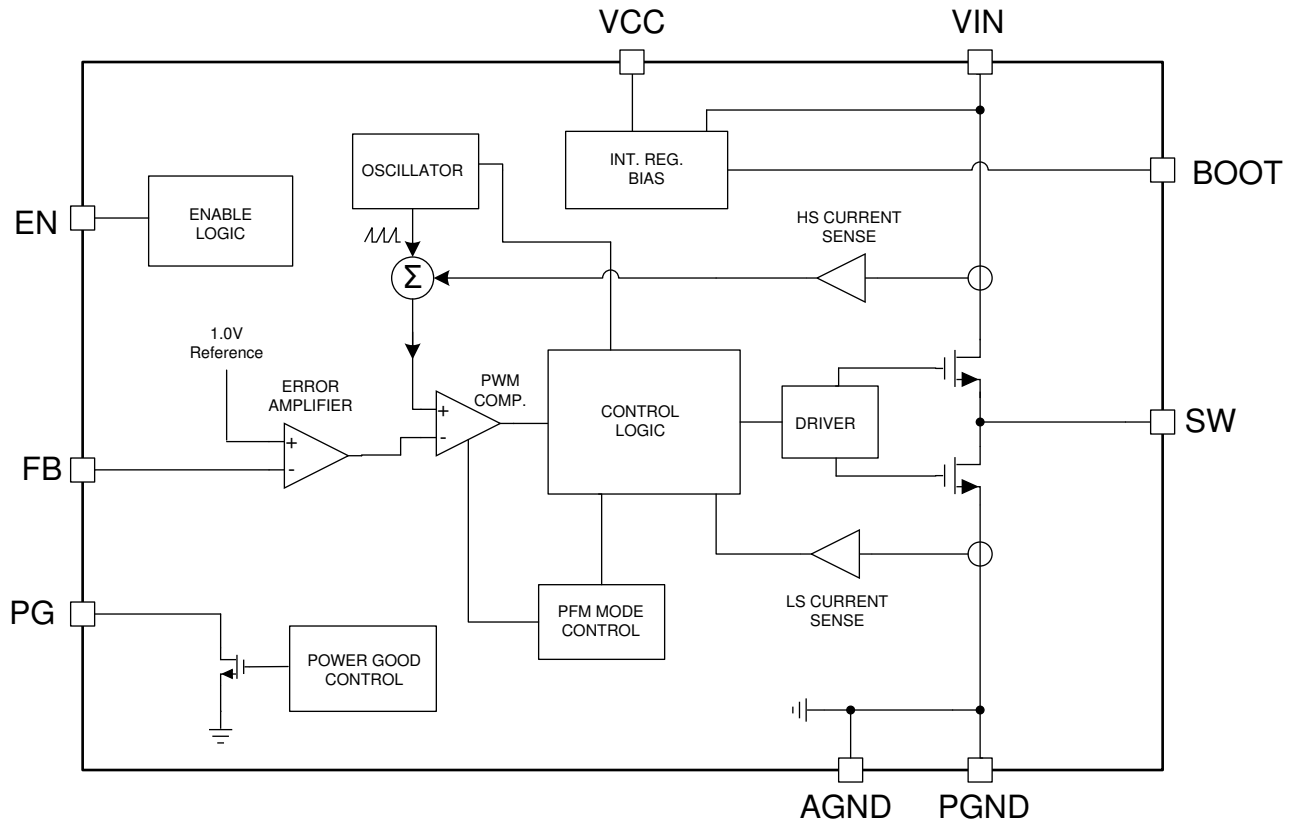 VCC
VIN
OSCILLATOR
INT. REG.
BIAS
BOOT
EN
ENABLE
LOGIC
HS CURRENT
SENSE
Σ
1.0V
Reference
ERROR
AMPLIFIER
PWM
COMP.
+
-
+
-
CONTROL
LOGIC
DRIVER
SW
FB
PG
PFM MODE
CONTROL
LS CURRENT
SENSE
POWER GOOD
CONTROL
AGND
PGND